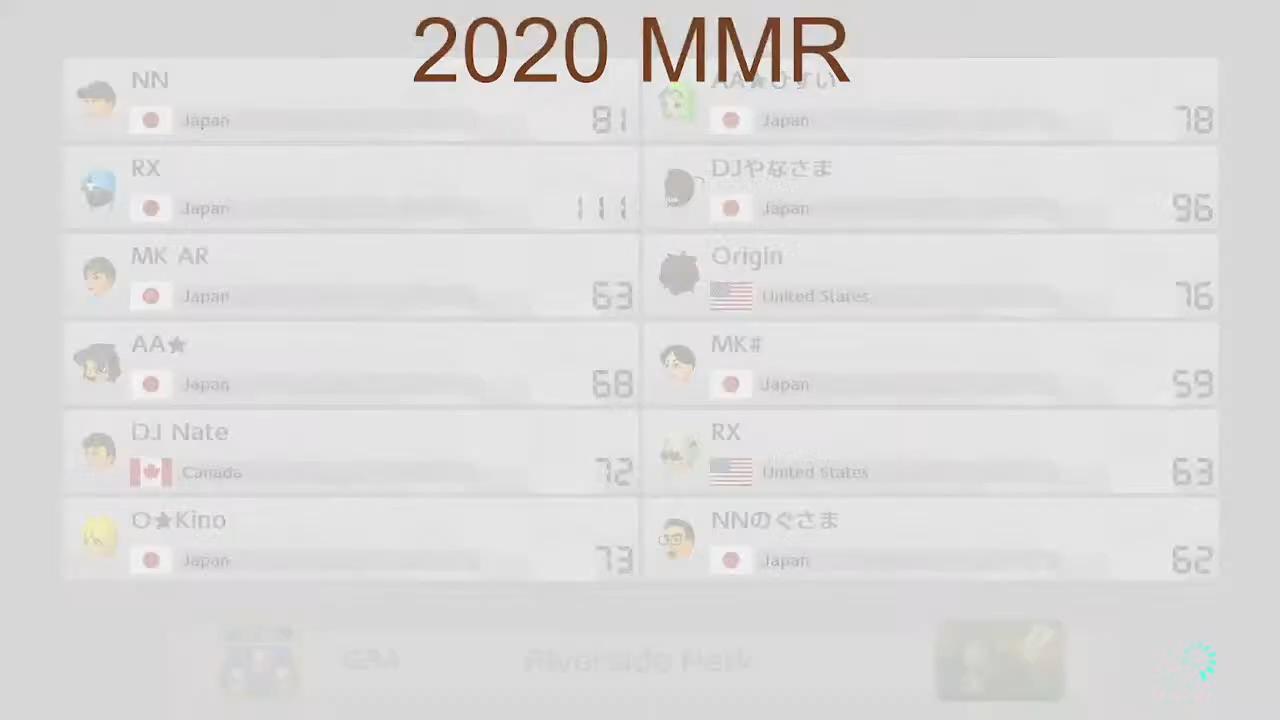 2020 MMR
NN
Japan
81
AA★ひすい
Japan
78
RX
Japan
111
DJやなさま
Japan
96
MK AR
Japan
63
Origin
United States
76
AA★
Japan
68
MK#
Japan
59
DJ Nate
Canada
72
RX
United States
63
O★Kino
Japan
73
NNのぐさま
Japan
62
GBA
Riverside Park